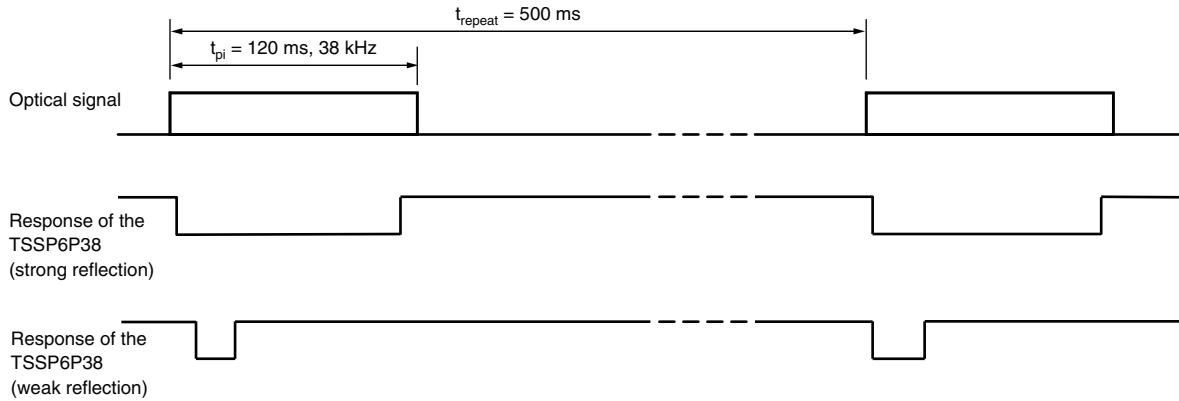 t_repeat = 500 ms
t_pi = 120 ms, 38 kHz
Optical signal
Response of the
TSSP6P38
(strong reflection)
Response of the
TSSP6P38
(weak reflection)